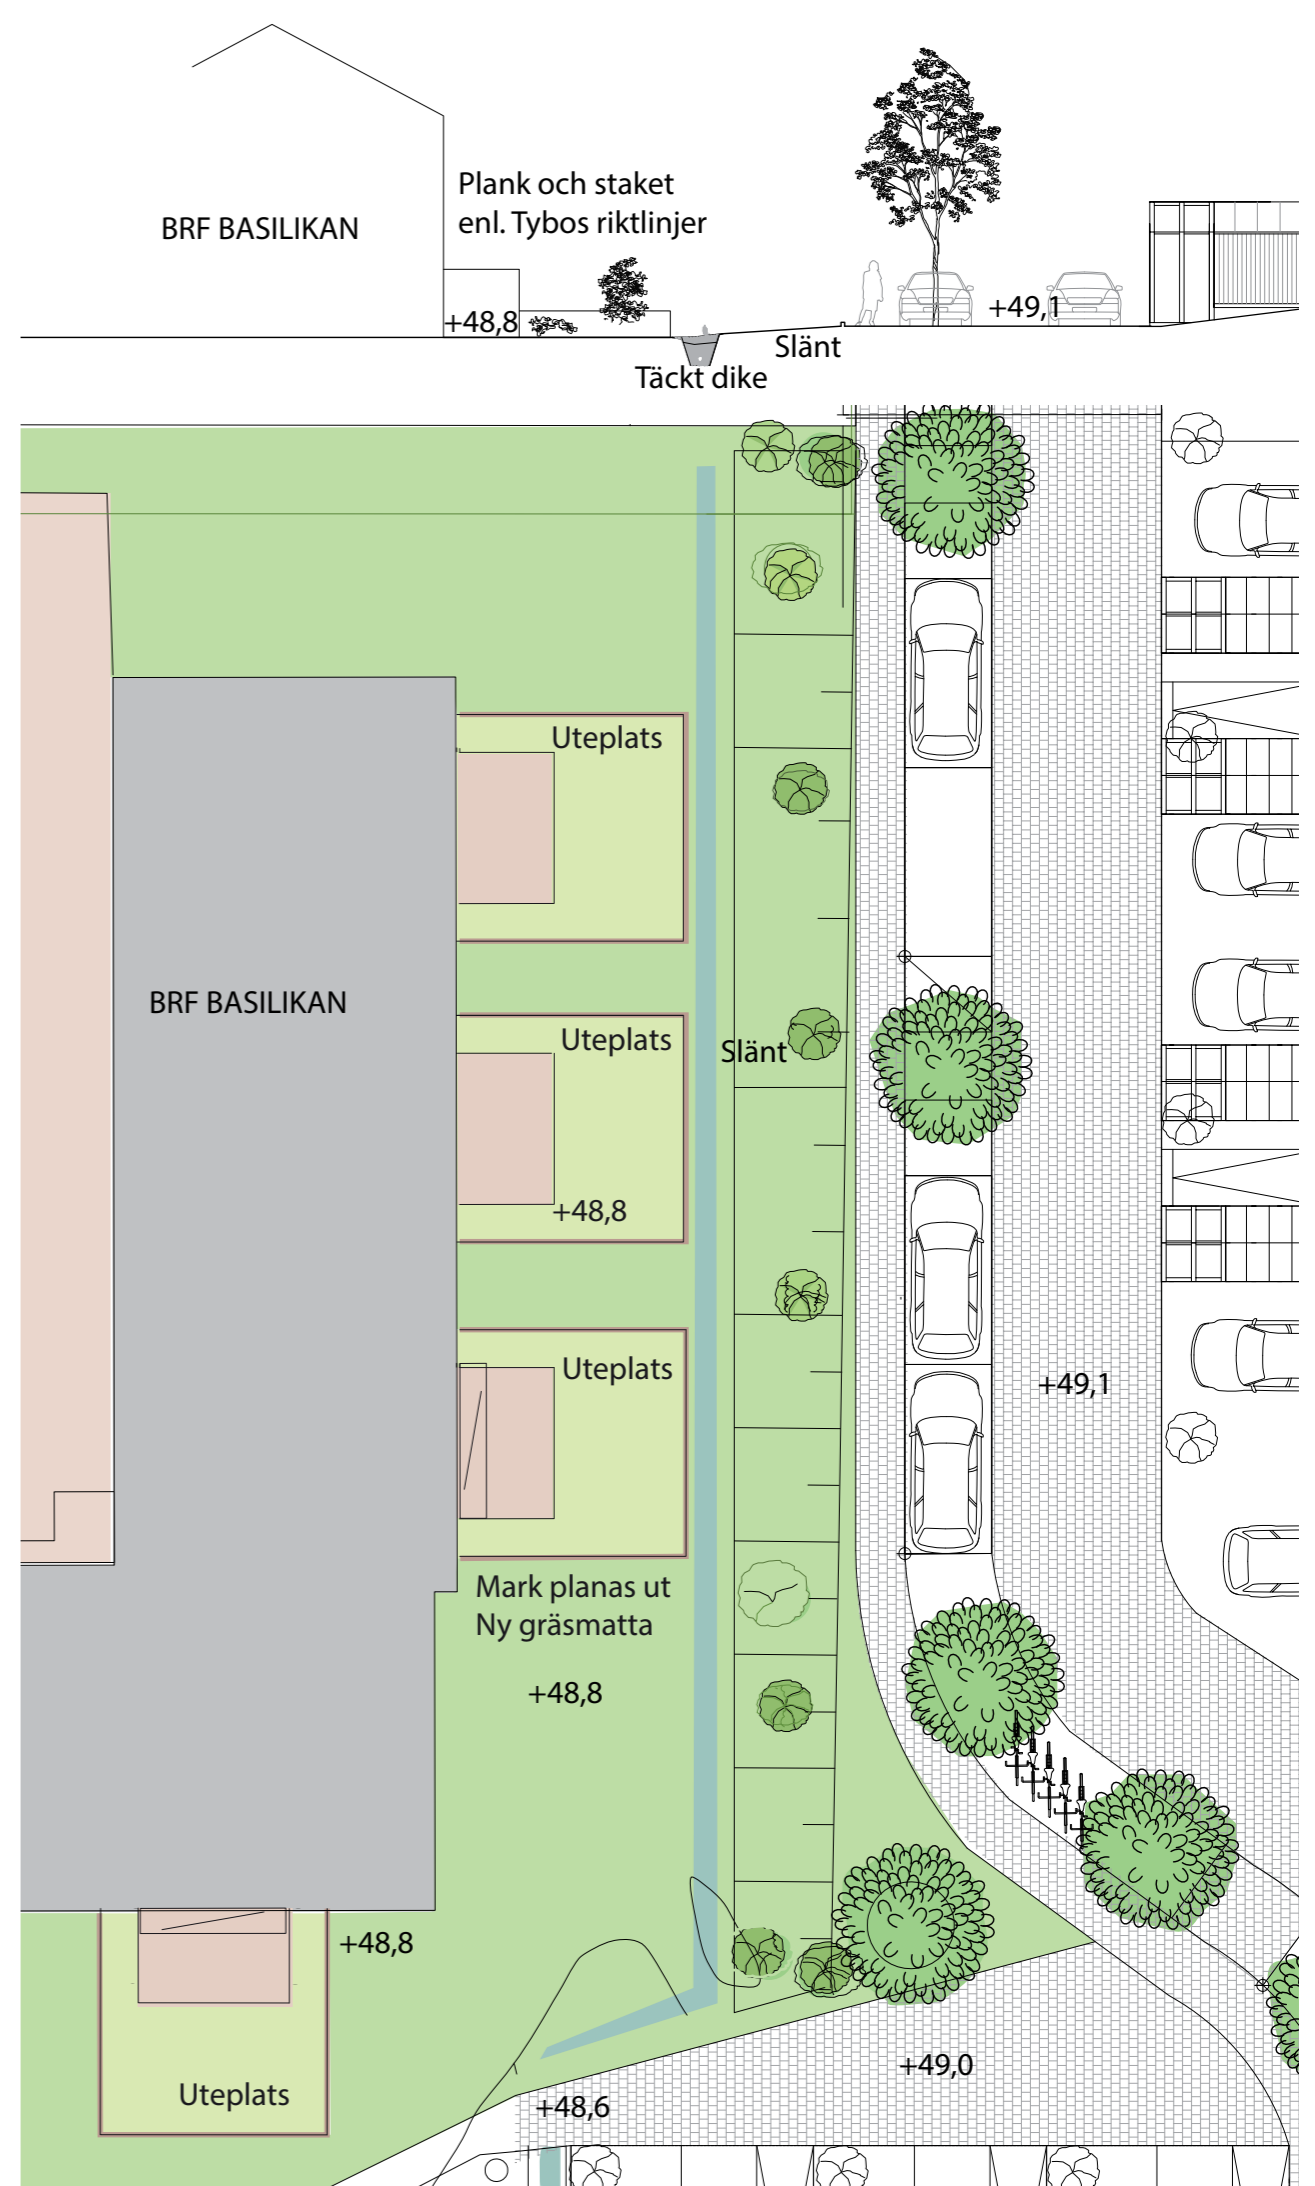 Plank och staket
enl. Tybos riktlinjer
BRF BASILIKAN
+48,8
+49,1
Slänt
Täckt dike
Uteplats
BRF BASILIKAN
Uteplats
Slänt
+48,8
Uteplats
+49,1
Mark planas ut
Ny gräsmatta
+48,8
+48,8
+49,0
Uteplats
+48,6